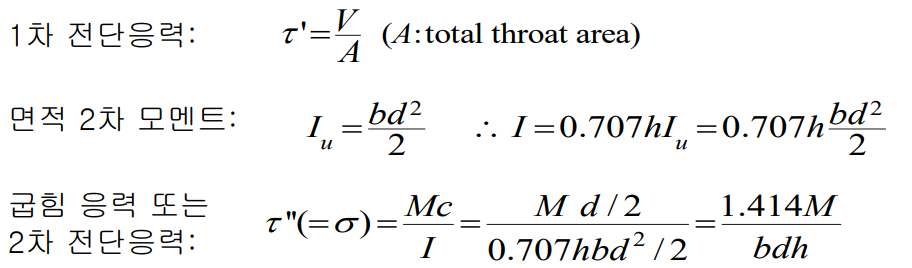 1차 전단응력: τ'=V/A (A:total throat area)
면적 2차 모멘트: I_u = bd²/2 ∴ I=0.707hI_u=0.707h bd²/2
굽힘 응력 또는
2차 전단응력: τ"(=σ)=Mc/I=M d/2/0.707hbd²/2=1.414M/bdh